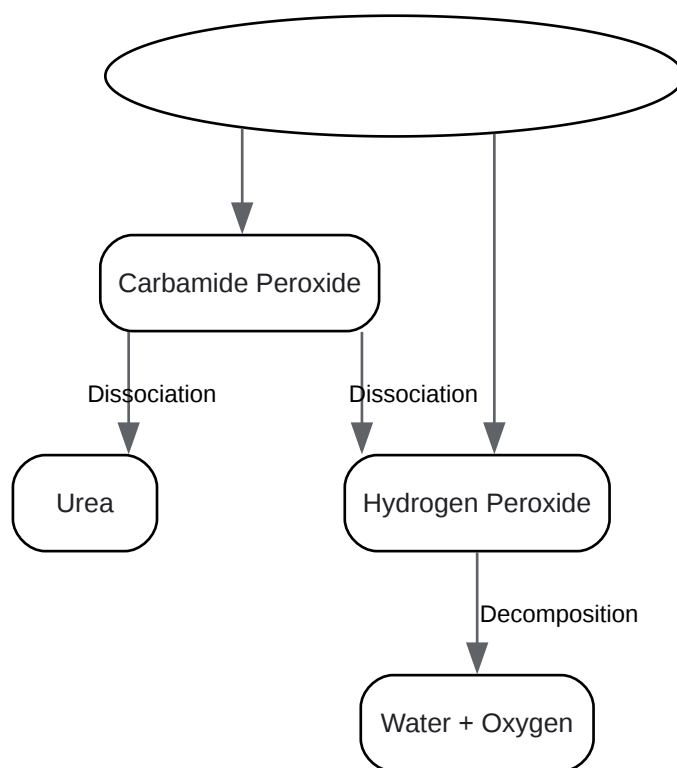 Carbamide Peroxide
Dissociation
Dissociation
Urea
Hydrogen Peroxide
Decomposition
Water + Oxygen